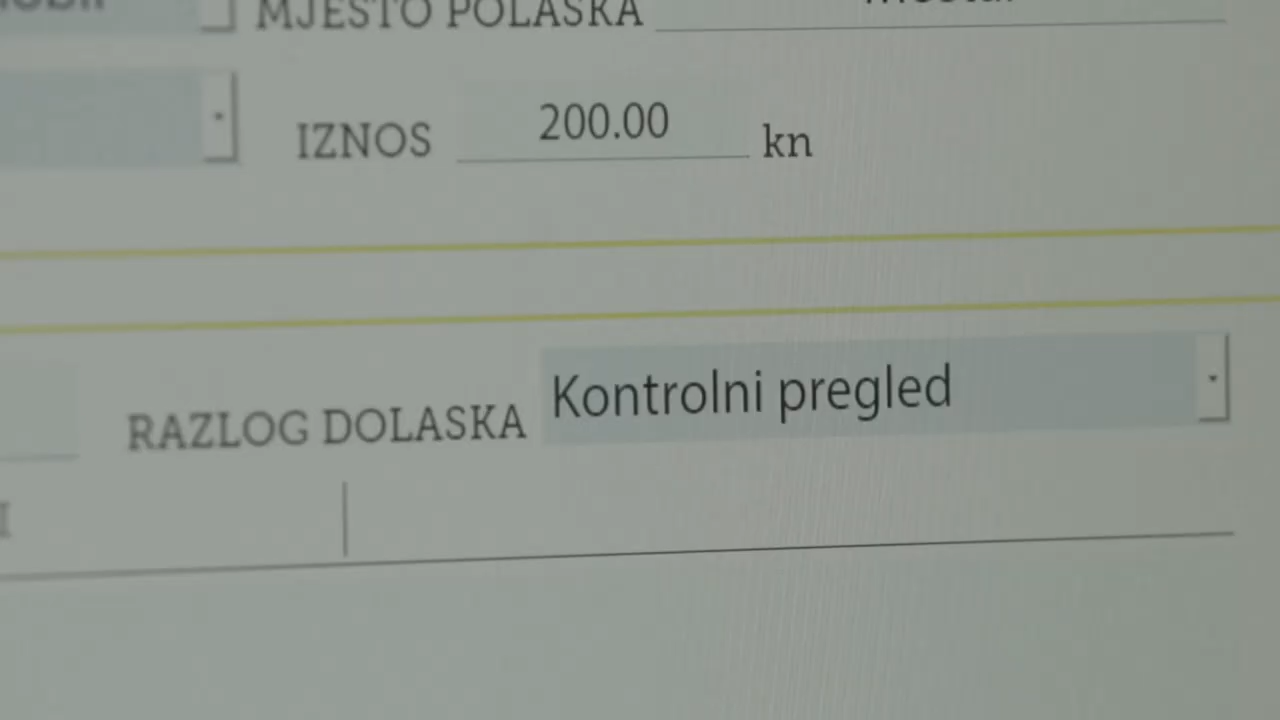 MJESTO POLASKA
IZNOS 200.00 kn
RAZLOG DOLASKA Kontrolni pregled